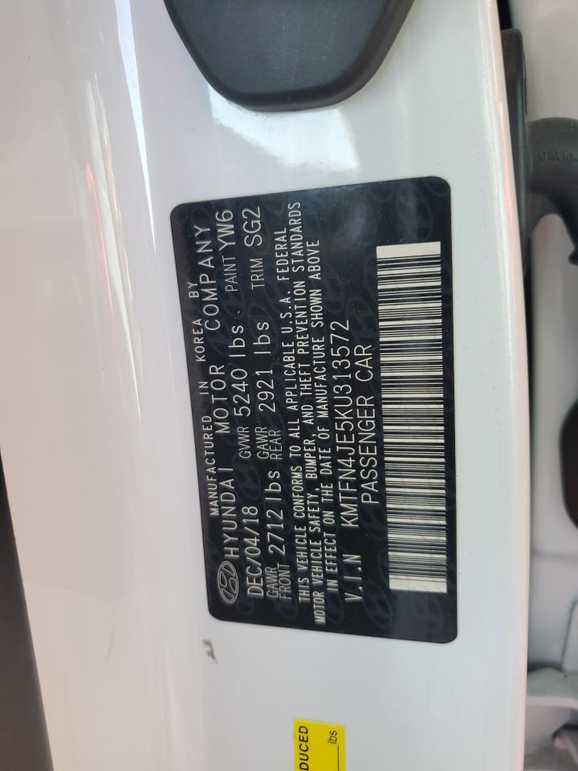 MANUFACTURED IN KOREA BY
HYUNDAI MOTOR COMPANY
DEC/04/18 GVWR 5240 lbs PAINT YW6
GAWR FRONT 2712 lbs GAWR REAR 2921 lbs TRIM SG2
THIS VEHICLE CONFORMS TO ALL APPLICABLE U.S.A. FEDERAL
MOTOR VEHICLE SAFETY, BUMPER, AND THEFT PREVENTION STANDARDS
IN EFFECT ON THE DATE OF MANUFACTURE SHOWN ABOVE
V.I.N KMTFN4JE5KU313572
PASSENGER CAR
DUCED
lbs